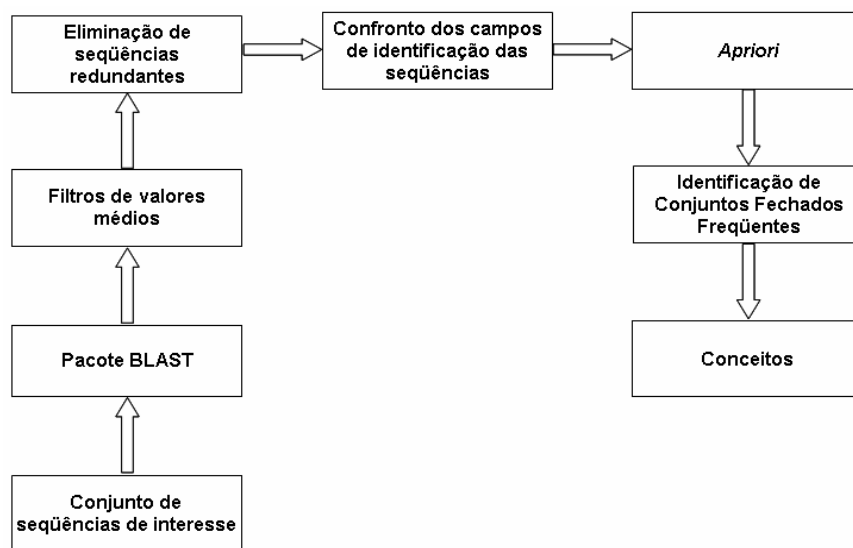 Eliminação de
seqüências
redundantes
Confronto dos campos
de identificação das
seqüências
Apriori
Filtros de valores
médios
Identificação de
Conjuntos Fechados
Freqüentes
Pacote BLAST
Conceitos
Conjunto de
seqüências de interesse